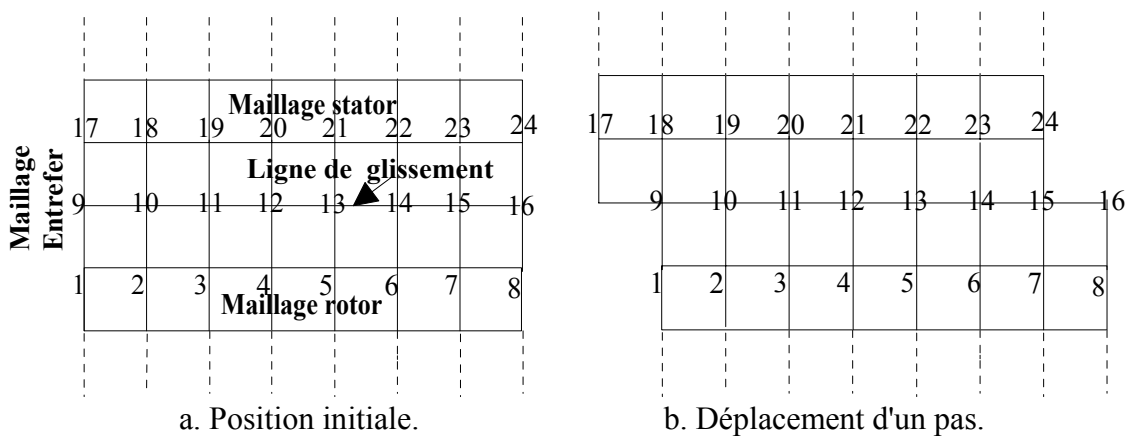 Maillage stator
17 18 19 20 21 22 23 24
Ligne de glissement
Maillage
Entrefer
9 10 11 12 13 14 15 16
1 2 3 4 5 6 7 8
Maillage rotor
a. Position initiale.
17 18 19 20 21 22 23 24
9 10 11 12 13 14 15 16
1 2 3 4 5 6 7 8
b. Déplacement d'un pas.